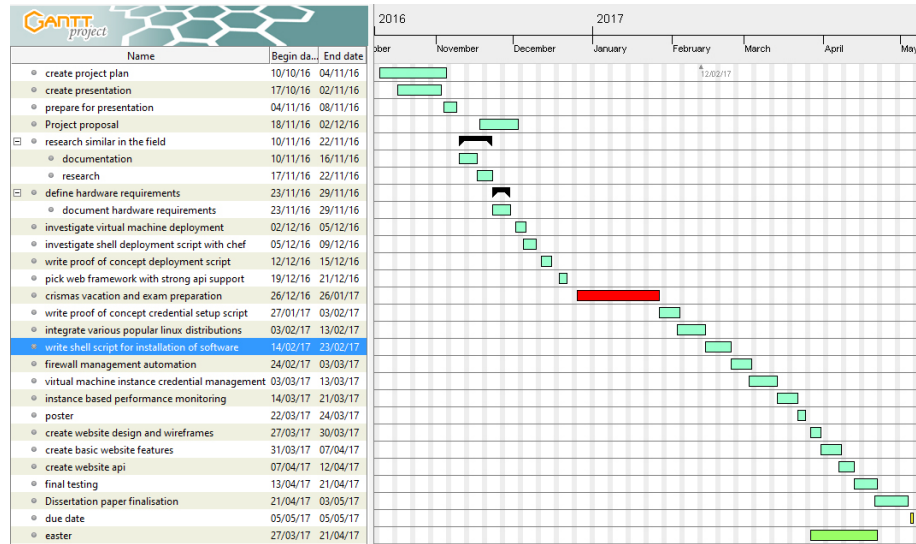 GANTT
project
2016 2017
Name Begin da... End date
ober November December January February March April May
12/02/17
create project plan 10/10/16 04/11/16
create presentation 17/10/16 02/11/16
prepare for presentation 04/11/16 08/11/16
Project proposal 18/11/16 02/12/16
research similar in the field 10/11/16 22/11/16
documentation 10/11/16 16/11/16
research 17/11/16 22/11/16
define hardware requirements 23/11/16 29/11/16
document hardware requirements 23/11/16 29/11/16
investigate virtual machine deployment 02/12/16 05/12/16
investigate shell deployment script with chef 05/12/16 09/12/16
write proof of concept deployment script 12/12/16 15/12/16
pick web framework with strong api support 19/12/16 21/12/16
crismas vacation and exam preparation 26/12/16 26/01/17
write proof of concept credential setup script 27/01/17 03/02/17
integrate various popular linux distributions 03/02/17 13/02/17
write shell script for installation of software 14/02/17 23/02/17
firewall management automation 24/02/17 03/03/17
virtual machine instance credential management 03/03/17 13/03/17
instance based performance monitoring 14/03/17 21/03/17
poster 22/03/17 24/03/17
create website design and wireframes 27/03/17 30/03/17
create basic website features 31/03/17 07/04/17
create website api 07/04/17 12/04/17
final testing 13/04/17 21/04/17
Dissertation paper finalisation 21/04/17 03/05/17
due date 05/05/17 05/05/17
easter 27/03/17 21/04/17